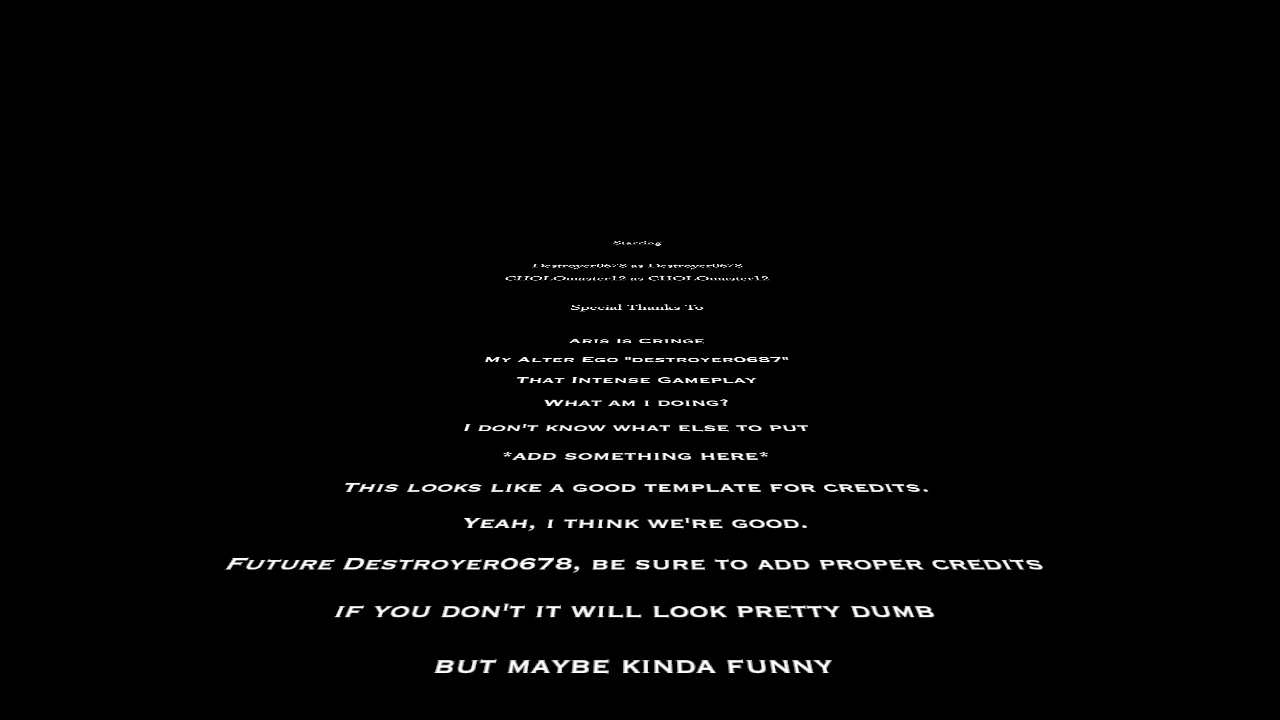 Starring
Destroyer0678 as Destroyer0678
CHOLOmaster12 as CHOLOmaster12
Special Thanks To
Aris Is Cringe
My Alter Ego "destroyer0687"
That Intense Gameplay
What am i doing?
I don't know what else to put
*add something here*
This looks like a good template for credits.
Yeah, i think we're good.
Future Destroyer0678, be sure to add proper credits
if you don't it will look pretty dumb
but maybe kinda funny